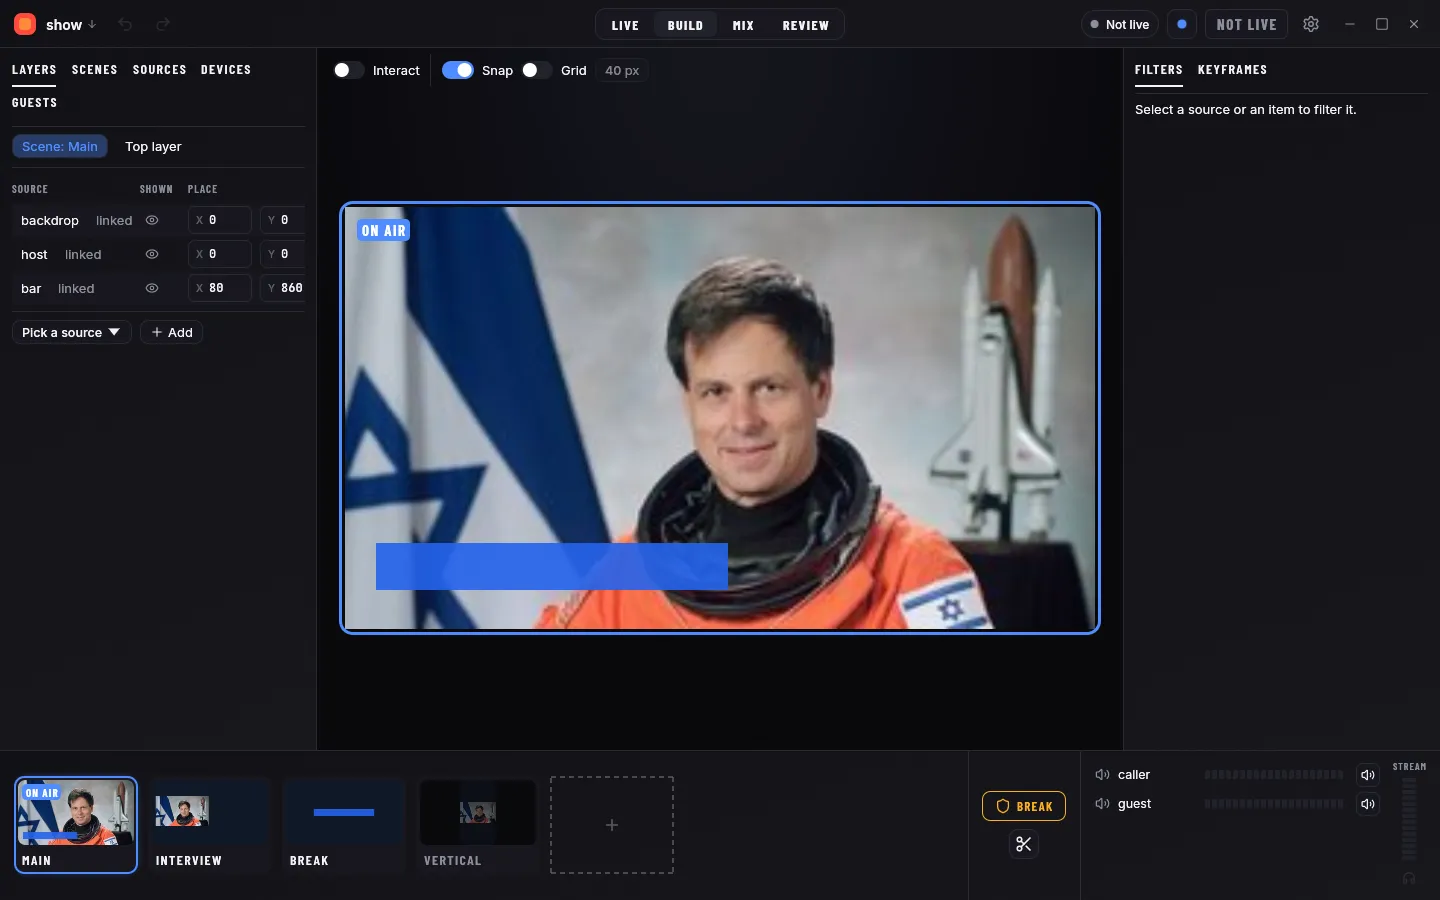 show
LIVE BUILD MIX REVIEW
Not live
NOT LIVE
LAYERS SCENES SOURCES DEVICES
GUESTS
Interact Snap Grid 40 px
FILTERS KEYFRAMES
Select a source or an item to filter it.
Scene: Main Top layer
SOURCE SHOWN PLACE
backdrop linked X 0 Y 0
host linked X 0 Y 0
bar linked X 80 Y 860
Pick a source + Add
ON AIR
ON AIR
MAIN
INTERVIEW
BREAK
VERTICAL
+
BREAK
caller
guest
STREAM